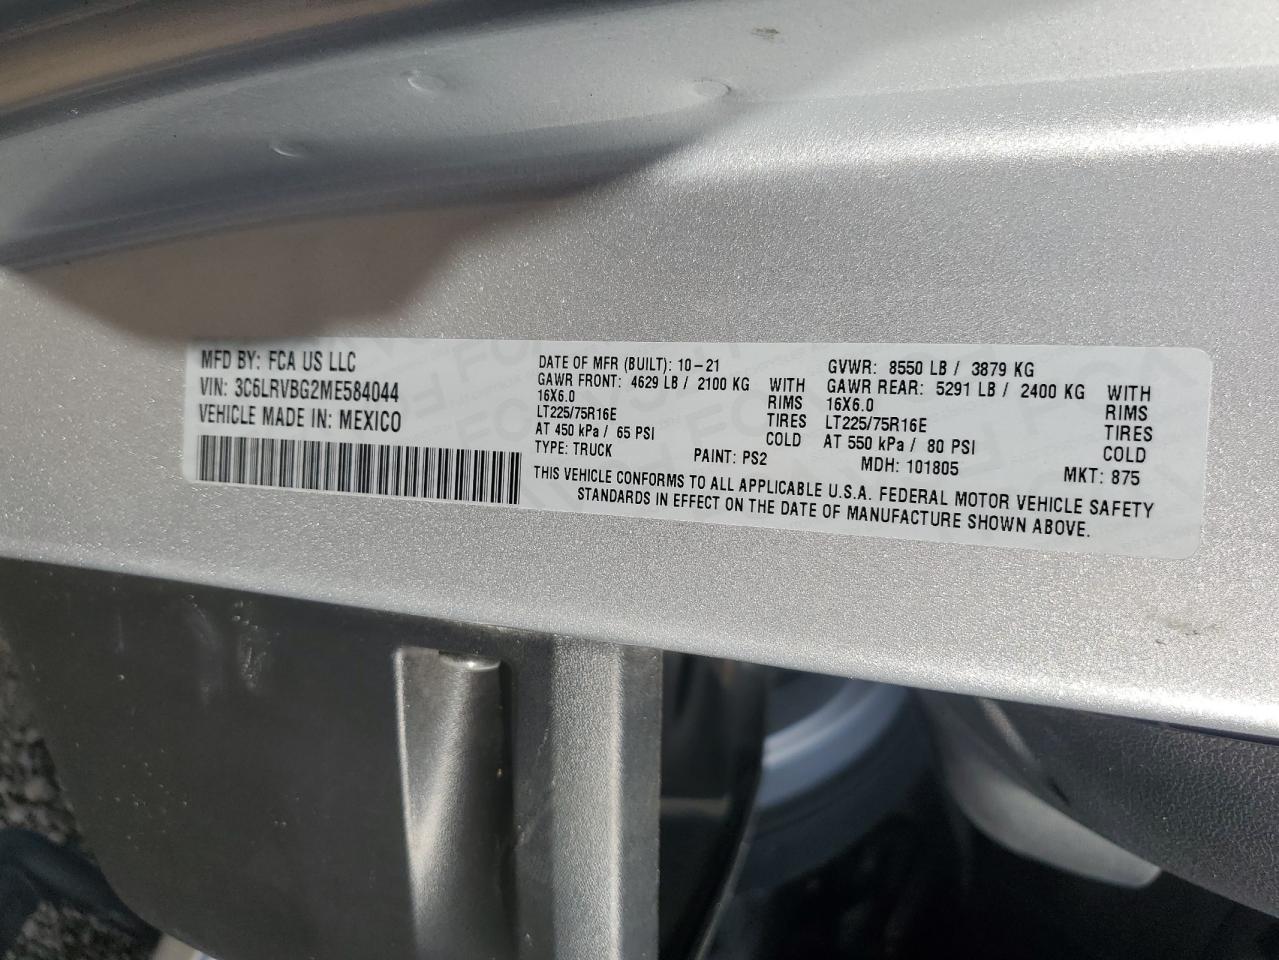 MFD BY: FCA US LLC
VIN: 3C6LRVBG2ME584044
VEHICLE MADE IN: MEXICO
DATE OF MFR (BUILT): 10-21
GAWR FRONT: 4629 LB / 2100 KG WITH
16X6.0 RIMS
LT225/75R16E TIRES
AT 450 kPa / 65 PSI COLD
TYPE: TRUCK PAINT: PS2
GVWR: 8550 LB / 3879 KG
GAWR REAR: 5291 LB / 2400 KG WITH
16X6.0 RIMS
LT225/75R16E TIRES
AT 550 kPa / 80 PSI COLD
MDH: 101805 MKT: 875
THIS VEHICLE CONFORMS TO ALL APPLICABLE U.S.A. FEDERAL MOTOR VEHICLE SAFETY
STANDARDS IN EFFECT ON THE DATE OF MANUFACTURE SHOWN ABOVE.